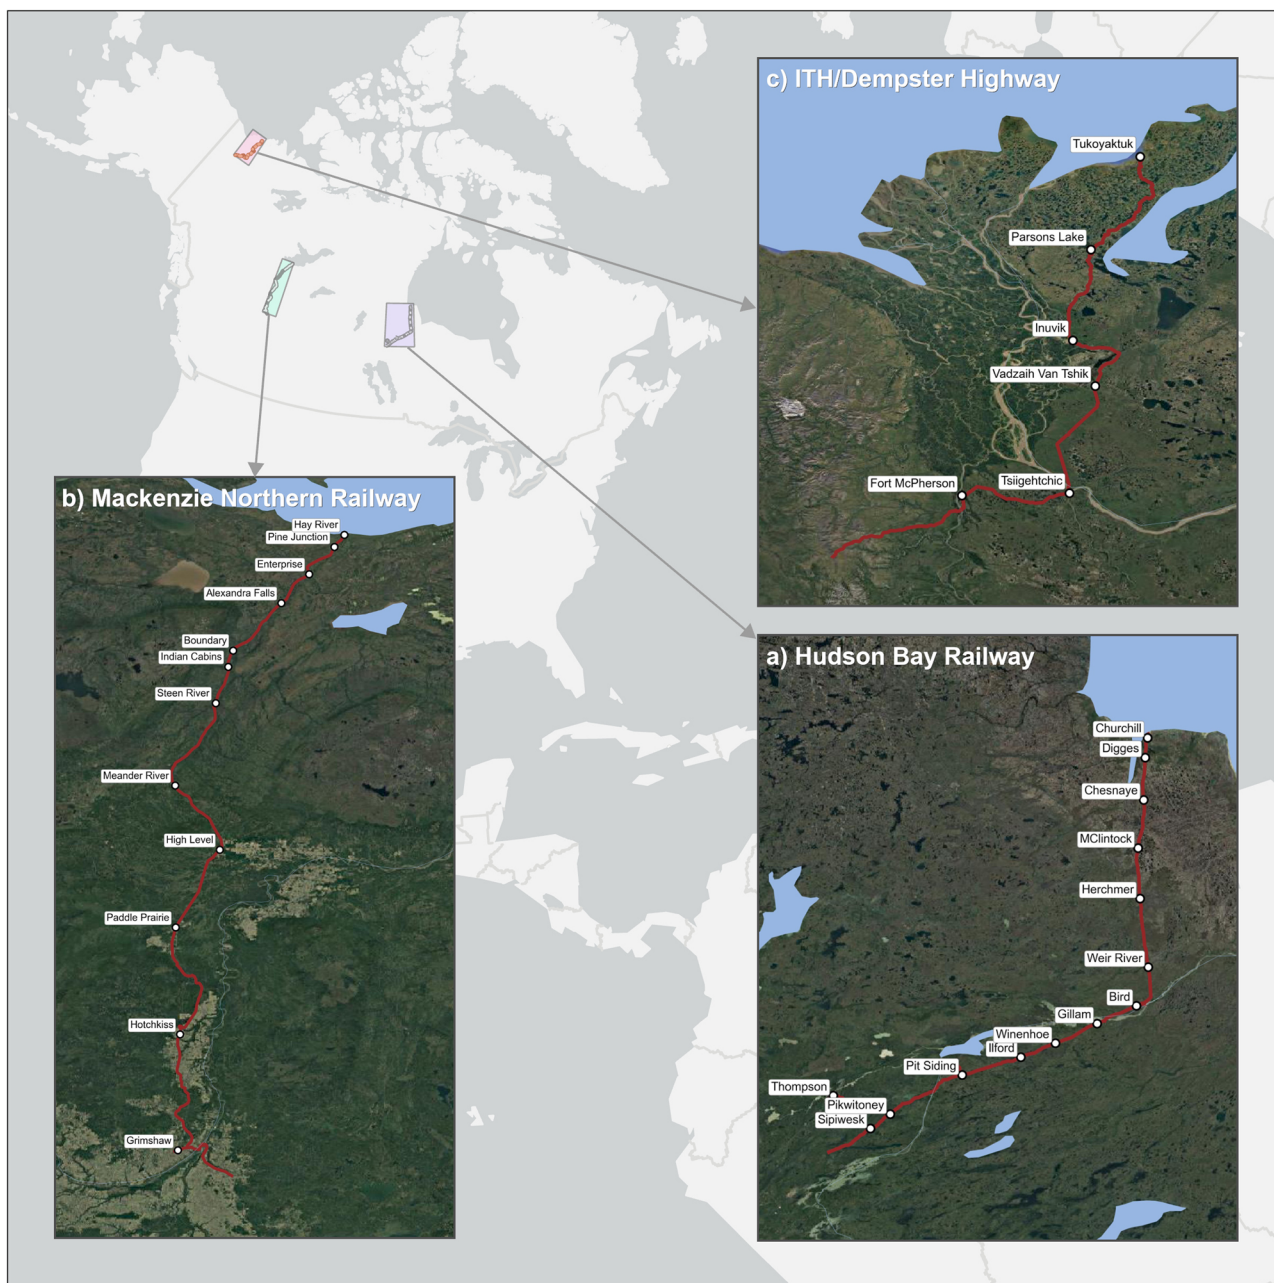 c) ITH/Dempster Highway
Tukoyaktuk
Parsons Lake
Inuvik
Vadzaih Van Tshik
Tsiigehtchic
Fort McPherson
b) Mackenzie Northern Railway
Hay River
Pine Junction
Enterprise
Alexandra Falls
Boundary
Indian Cabins
Steen River
Meander River
High Level
Paddle Prairie
Hotchkiss
Grimshaw
a) Hudson Bay Railway
Churchill
Digges
Chesnaye
MClintock
Herchmer
Weir River
Bird
Gillam
Winenhoe
Ilford
Pit Siding
Thompson
Pikwitoney
Sipiwesk